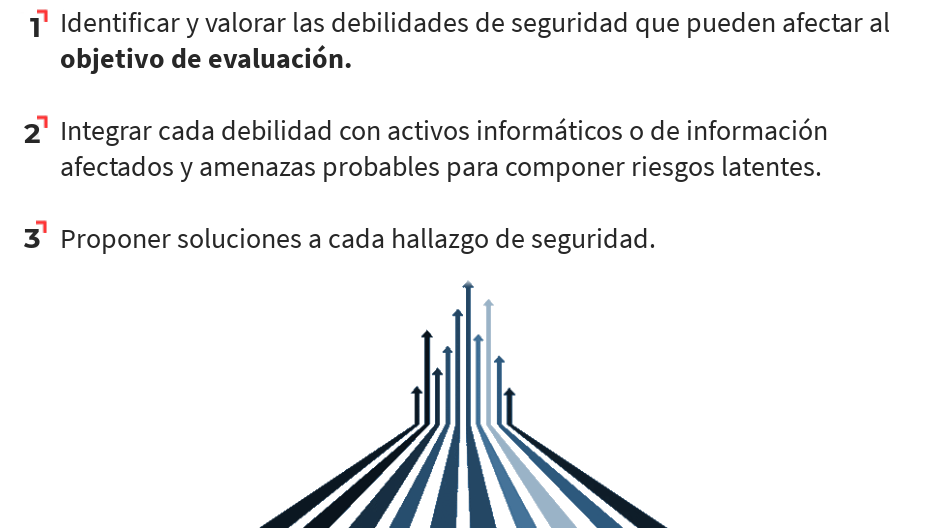 1 Identificar y valorar las debilidades de seguridad que pueden afectar al
objetivo de evaluación.
2 Integrar cada debilidad con activos informáticos o de información
afectados y amenazas probables para componer riesgos latentes.
3 Proponer soluciones a cada hallazgo de seguridad.